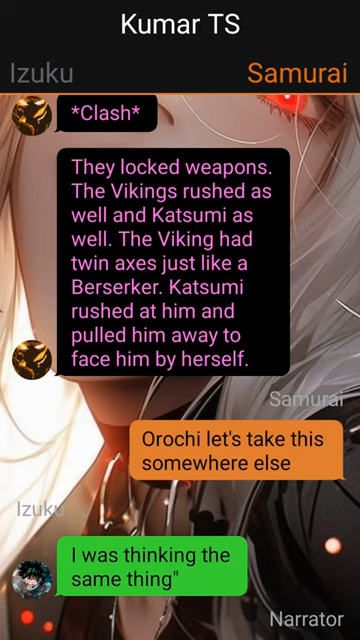 Kumar TS
Izuku
Samurai
*Clash*
They locked weapons.
The Vikings rushed as
well and Katsumi as
well. The Viking had
twin axes just like a
Berserker. Katsumi
rushed at him and
pulled him away to
face him by herself.
Samurai
Orochi let's take this
somewhere else
Izuku
I was thinking the
same thing"
Narrator